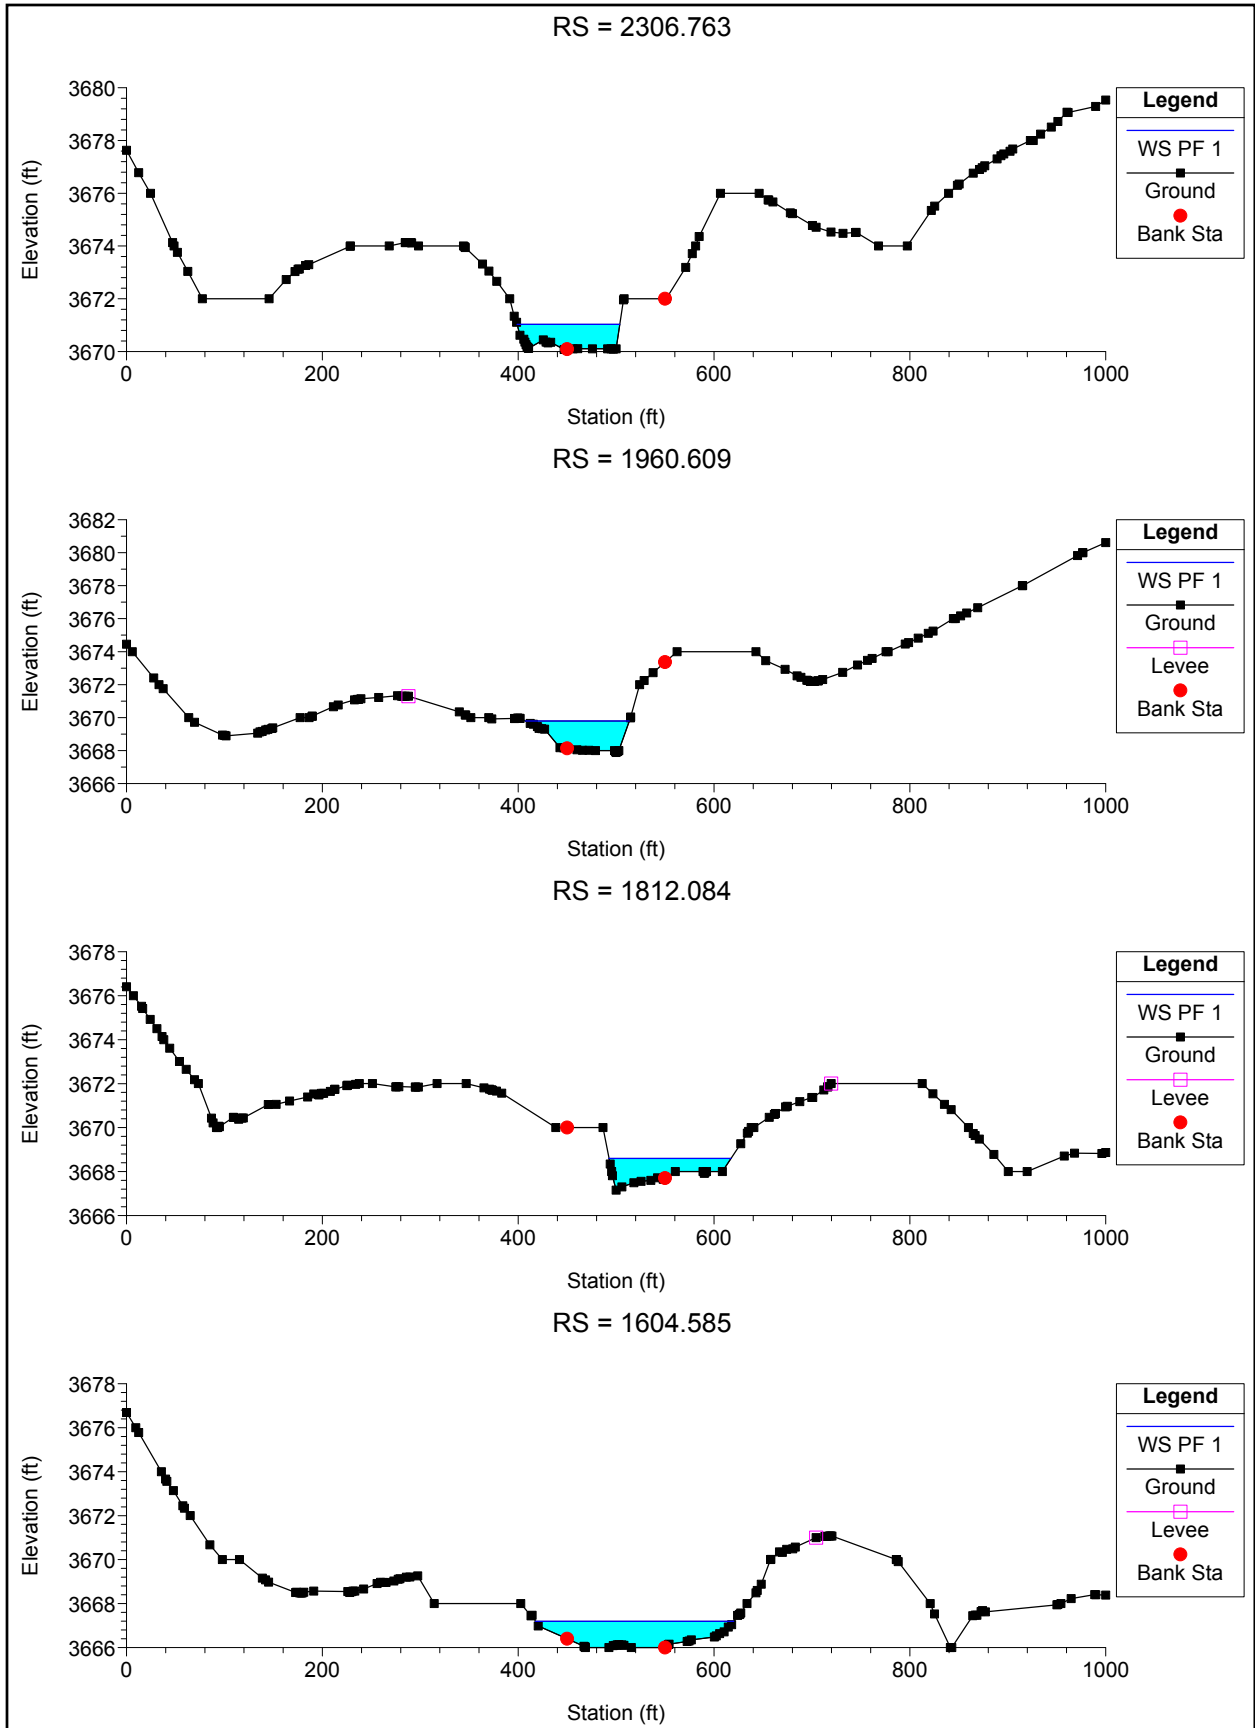 RS = 2306.763
3680
3678
3676
3674
3672
3670
Elevation (ft)
0 200 400 600 800 1000
Station (ft)
Legend
WS PF 1
Ground
Bank Sta
RS = 1960.609
3682
3680
3678
3676
3674
3672
3670
3668
3666
Elevation (ft)
0 200 400 600 800 1000
Station (ft)
Legend
WS PF 1
Ground
Levee
Bank Sta
RS = 1812.084
3678
3676
3674
3672
3670
3668
3666
Elevation (ft)
0 200 400 600 800 1000
Station (ft)
Legend
WS PF 1
Ground
Levee
Bank Sta
RS = 1604.585
3678
3676
3674
3672
3670
3668
3666
Elevation (ft)
0 200 400 600 800 1000
Station (ft)
Legend
WS PF 1
Ground
Levee
Bank Sta